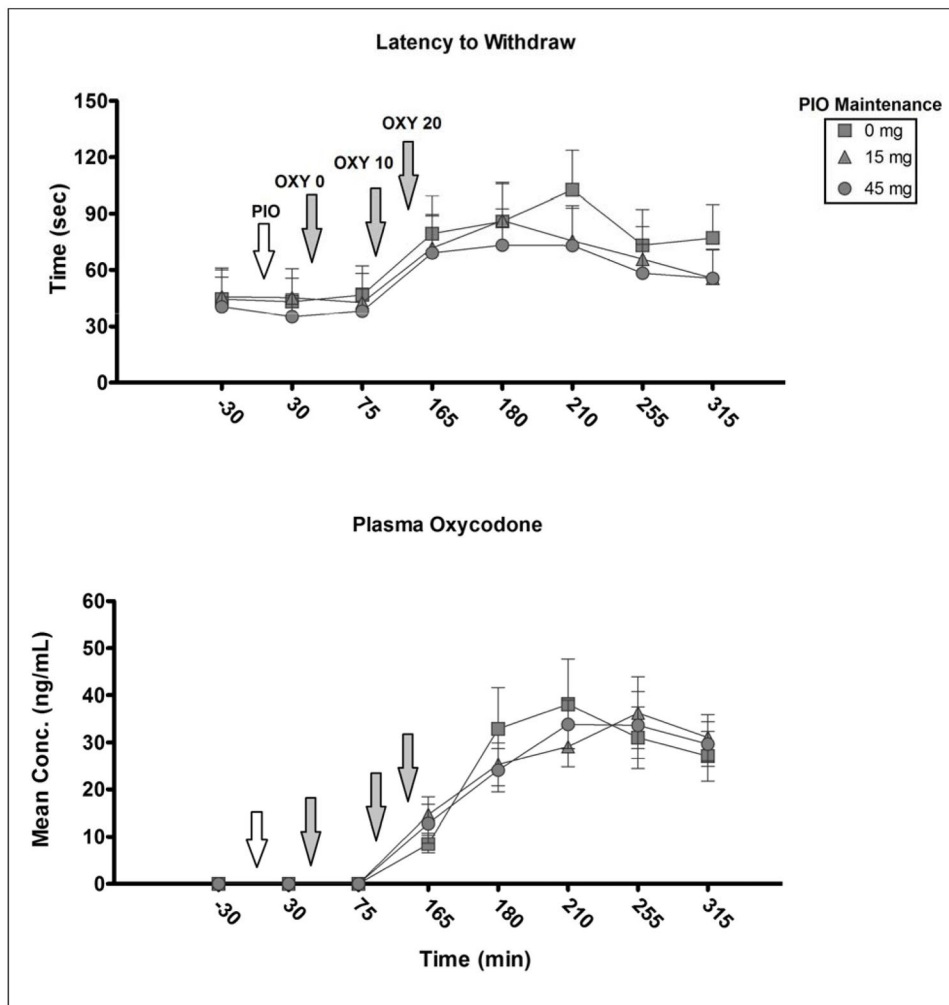 Latency to Withdraw
150
120
90
60
30
0
Time (sec)
PIO
OXY 0
OXY 10
OXY 20
-30
30
75
165
180
210
255
315
PIO Maintenance
0 mg
15 mg
45 mg
Plasma Oxycodone
60
50
40
30
20
10
0
Mean Conc. (ng/mL)
-30
30
75
165
180
210
255
315
Time (min)